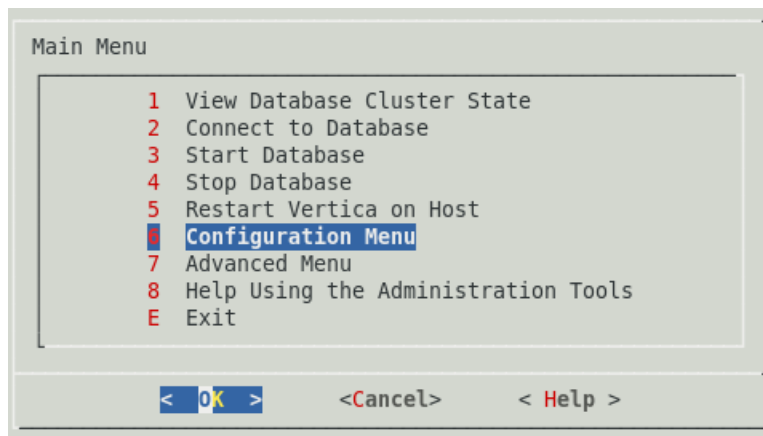 Main Menu
1 View Database Cluster State
2 Connect to Database
3 Start Database
4 Stop Database
5 Restart Vertica on Host
6 Configuration Menu
7 Advanced Menu
8 Help Using the Administration Tools
E Exit
< OK > <Cancel> < Help >